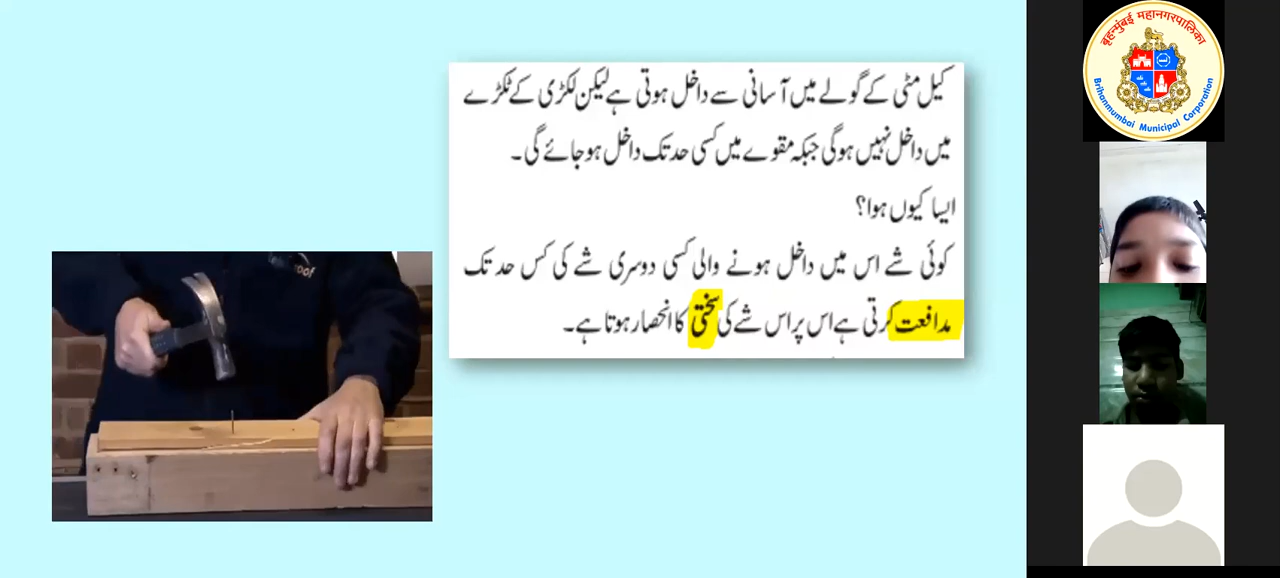 کیل مٹی کے گولے میں آسانی سے داخل ہوتی ہے لیکن لکڑی کے ٹکڑے
میں داخل نہیں ہوگی جبکہ مقوے میں کسی حد تک داخل ہو جائے گی۔
ایسا کیوں ہوا؟
کوئی شے اس میں داخل ہونے والی کسی دوسری شے کی کس حد تک
مدافعت کرتی ہے اس پر اس شے کی سختی کا انحصار ہوتا ہے۔
बृहन्मुंबई महानगरपालिका
Brihanmumbai Municipal Corporation